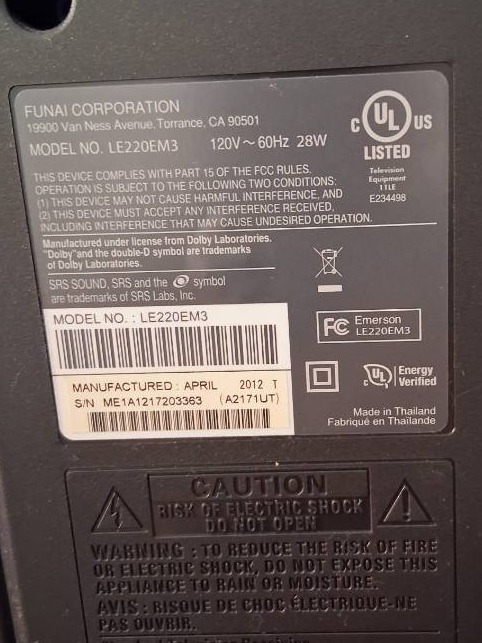 FUNAI CORPORATION
19900 Van Ness Avenue, Torrance, CA 90501
MODEL NO. LE220EM3 120V~60Hz 28W
THIS DEVICE COMPLIES WITH PART 15 OF THE FCC RULES.
OPERATION IS SUBJECT TO THE FOLLOWING TWO CONDITIONS:
(1) THIS DEVICE MAY NOT CAUSE HARMFUL INTERFERENCE, AND
(2) THIS DEVICE MUST ACCEPT ANY INTERFERENCE RECEIVED,
INCLUDING INTERFERENCE THAT MAY CAUSE UNDESIRED OPERATION.
C UL US
LISTED
Television
Equipment
11LE
E234498
Manufactured under license from Dolby Laboratories.
"Dolby" and the double-D symbol are trademarks
of Dolby Laboratories.
SRS SOUND, SRS and the symbol
are trademarks of SRS Labs, Inc.
MODEL NO. : LE220EM3
FC Emerson
LE220EM3
MANUFACTURED : APRIL 2012 T
S/N ME1A1217203363 (A2171UT)
c UL Energy
Verified
Made in Thailand
Fabriqué en Thaïlande
CAUTION
RISK OF ELECTRIC SHOCK
DO NOT OPEN
WARNING : TO REDUCE THE RISK OF FIRE
OR ELECTRIC SHOCK, DO NOT EXPOSE THIS
APPLIANCE TO RAIN OR MOISTURE.
AVIS : RISQUE DE CHOC ÉLECTRIQUE-NE
PAS OUVRIR.